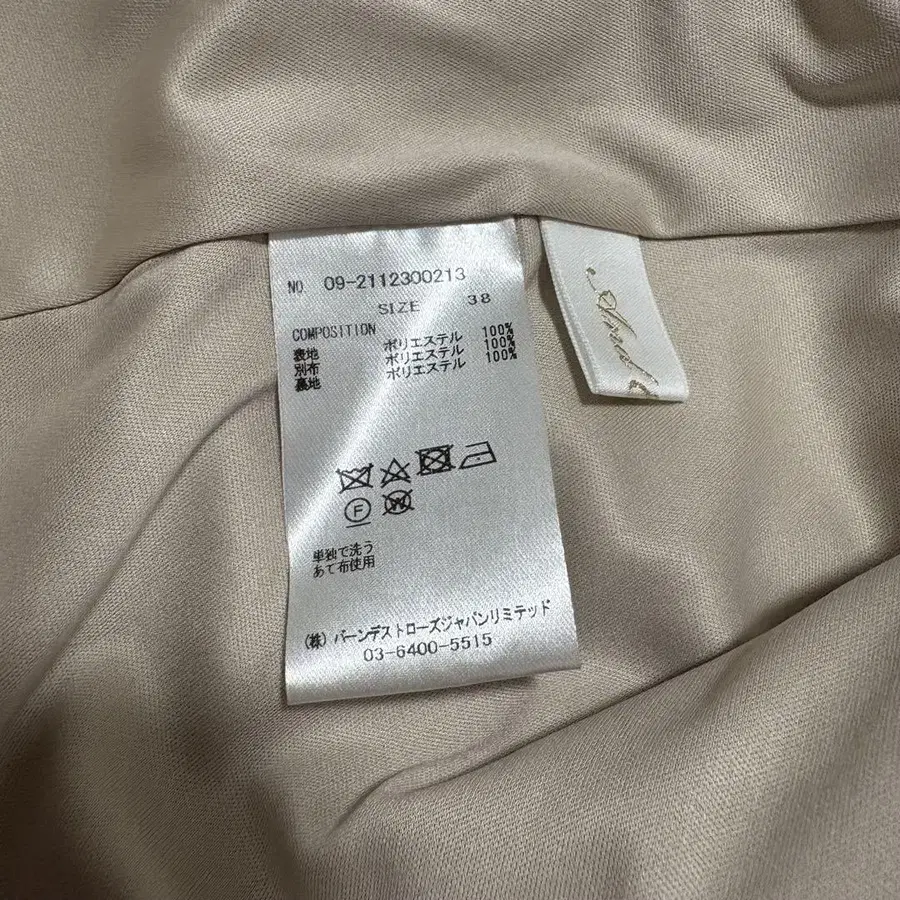 NO 09-2112300213
SIZE 38
COMPOSITION
表地 ポリエステル 100%
別布 ポリエステル 100%
裏地 ポリエステル 100%
F
W
単独で洗う
あて布使用
(株) バーンデストローズジャパンリミテッド
03-6400-5515